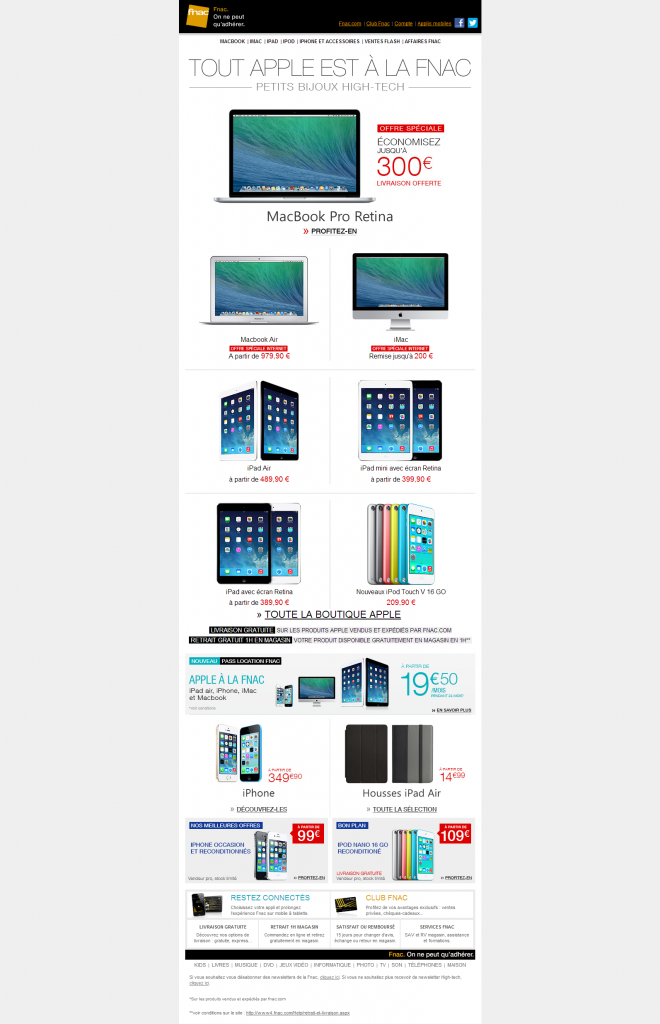 fnac
Fnac.
On ne peut
qu'adhérer.
Fnac.com | Club Fnac | Compte | Applis mobiles
MACBOOK | IMAC | IPAD | IPOD | IPHONE ET ACCESSOIRES | VENTES FLASH | AFFAIRES FNAC
TOUT APPLE EST À LA FNAC
PETITS BIJOUX HIGH-TECH
OFFRE SPÉCIALE
ÉCONOMISEZ
JUSQU'À
300€
LIVRAISON OFFERTE
MacBook Pro Retina
» PROFITEZ-EN
Macbook Air
OFFRE SPÉCIALE INTERNET
A partir de 979,90 €
iMac
OFFRE SPÉCIALE INTERNET
Remise jusqu'à 200 €
iPad Air
à partir de 489,90 €
iPad mini avec écran Retina
à partir de 399,90 €
iPad avec écran Retina
à partir de 389,90 €
Nouveaux iPod Touch V 16 GO
209,90 €
» TOUTE LA BOUTIQUE APPLE
LIVRAISON GRATUITE SUR LES PRODUITS APPLE VENDUS ET EXPÉDIÉS PAR FNAC.COM
RETRAIT GRATUIT 1H EN MAGASIN VOTRE PRODUIT DISPONIBLE GRATUITEMENT EN MAGASIN EN 1H**
NOUVEAU PASS LOCATION FNAC
APPLE À LA FNAC
iPad air, iPhone, iMac
et Macbook
*Voir conditions
À PARTIR DE
19€50
/MOIS
» EN SAVOIR PLUS
À PARTIR DE
349€90
iPhone
» DÉCOUVREZ-LES
À PARTIR DE
14€99
Housses iPad Air
» TOUTE LA SÉLECTION
NOS MEILLEURES OFFRES
À PARTIR DE
99€
IPHONE OCCASION
ET RECONDITIONNÉS
Vendeur pro, stock limité
» PROFITEZ-EN
BON PLAN
À PARTIR DE
109€
IPOD NANO 16 GO
RECONDITIONÉ
LIVRAISON GRATUITE
Vendeur pro, stock limité
» PROFITEZ-EN
RESTEZ CONNECTÉS
Choisissez votre appli et prolongez
l'expérience Fnac sur mobile & tablette.
CLUB FNAC
Profitez de vos avantages exclusifs : ventes
privées, chèques-cadeaux...
LIVRAISON GRATUITE
Découvrez nos options de
livraison : gratuite, express...
RETRAIT 1H MAGASIN
Commandez en ligne et retirez
gratuitement en magasin.
SATISFAIT OU REMBOURSÉ
15 jours pour changer d'avis,
échange ou retour en magasin.
SERVICES FNAC
SAV et RV magasin, assistance
et formations.
Fnac. On ne peut qu'adhérer.
KIDS | LIVRES | MUSIQUE | DVD | JEUX VIDÉO | INFORMATIQUE | PHOTO | TV | SON | TÉLÉPHONES | MAISON
Si vous souhaitez vous désabonner des newsletters de la Fnac, cliquez ici. Si vous ne souhaitez plus recevoir de newsletter High-tech,
cliquez ici.
*Sur les produits vendus et expédiés par fnac.com
**voir conditions sur le site : http://www4.fnac.com/help/retrait-et-livraison.aspx